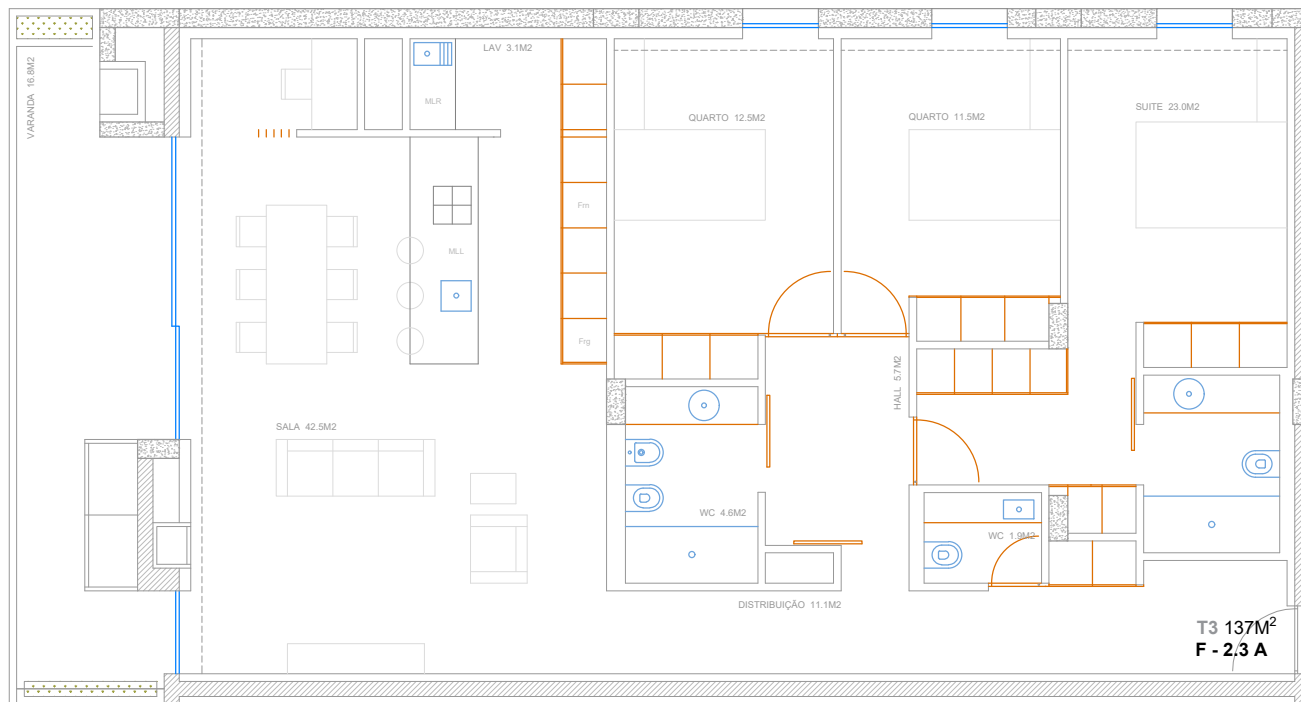 VARANDA 16.8M2
LAV 3.1M2
MLR
QUARTO 12.5M2
QUARTO 11.5M2
SUITE 23.0M2
Fm
MLL
Frg
HALL 5.7M2
SALA 42.5M2
WC 4.6M2
WC 1.9M2
DISTRIBUIÇÃO 11.1M2
T3 137M²
F - 2.3 A